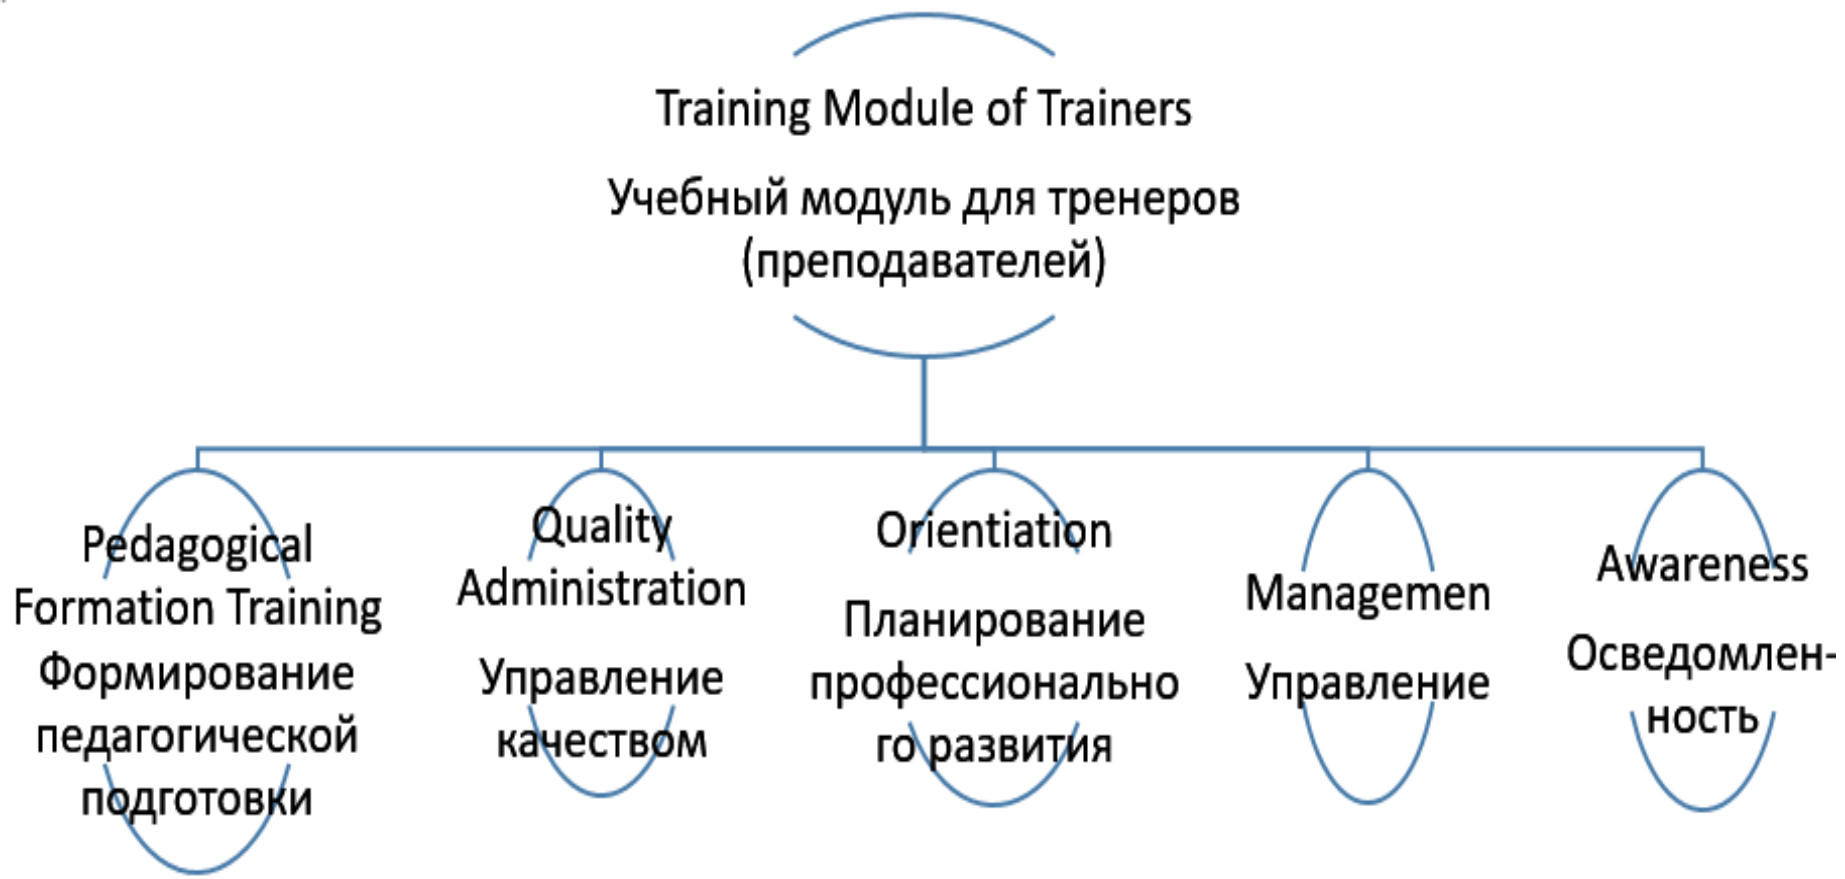 Training Module of Trainers
Учебный модуль для тренеров
(преподавателей)
Pedagogical
Formation Training
Формирование
педагогической
подготовки
Quality
Administration
Управление
качеством
Orientiation
Планирование
профессионально
го развития
Managemen
Управление
Awareness
Осведомлен-
ность